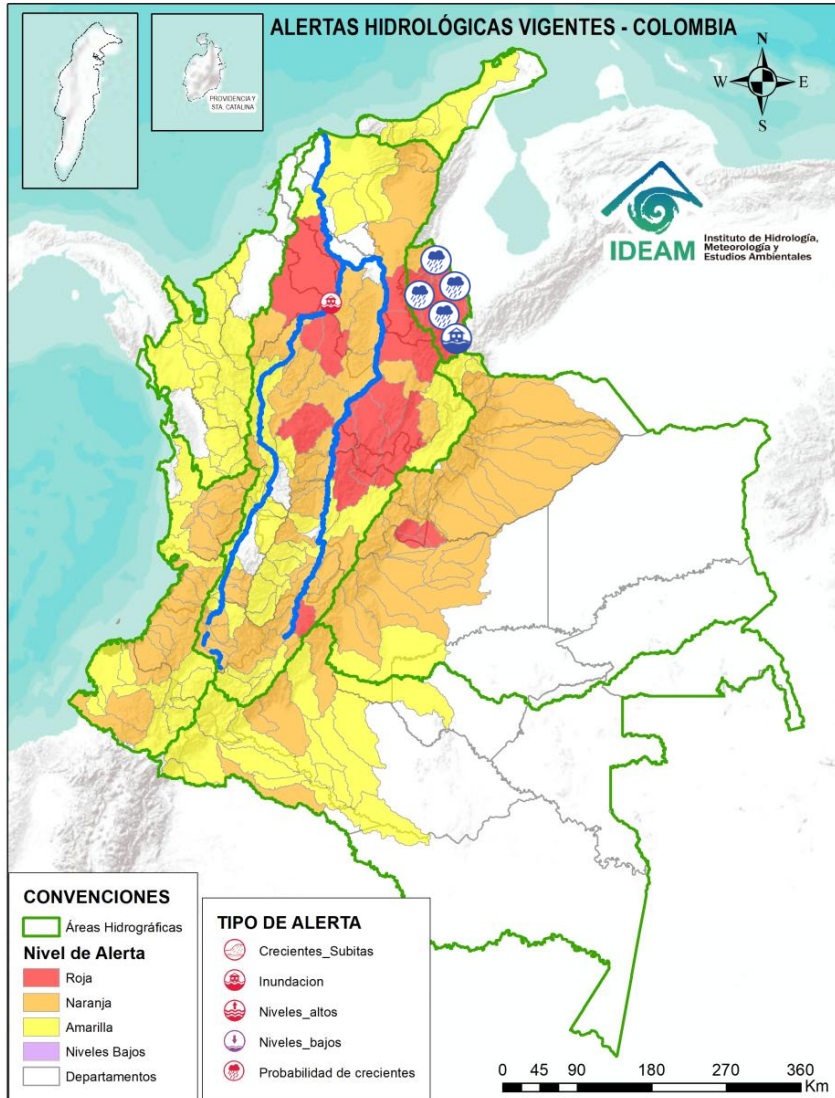 ALERTAS HIDROLÓGICAS VIGENTES - COLOMBIA
PROVIDENCIA Y
STA. CATALINA
N
W
E
S
IDEAM
Instituto de Hidrología,
Meteorología y
Estudios Ambientales
CONVENCIONES
Áreas Hidrográficas
Nivel de Alerta
Roja
Naranja
Amarilla
Niveles Bajos
Departamentos
TIPO DE ALERTA
Crecientes_Subitas
Inundacion
Niveles_altos
Niveles_bajos
Probabilidad de crecientes
0 45 90 180 270 360
Km